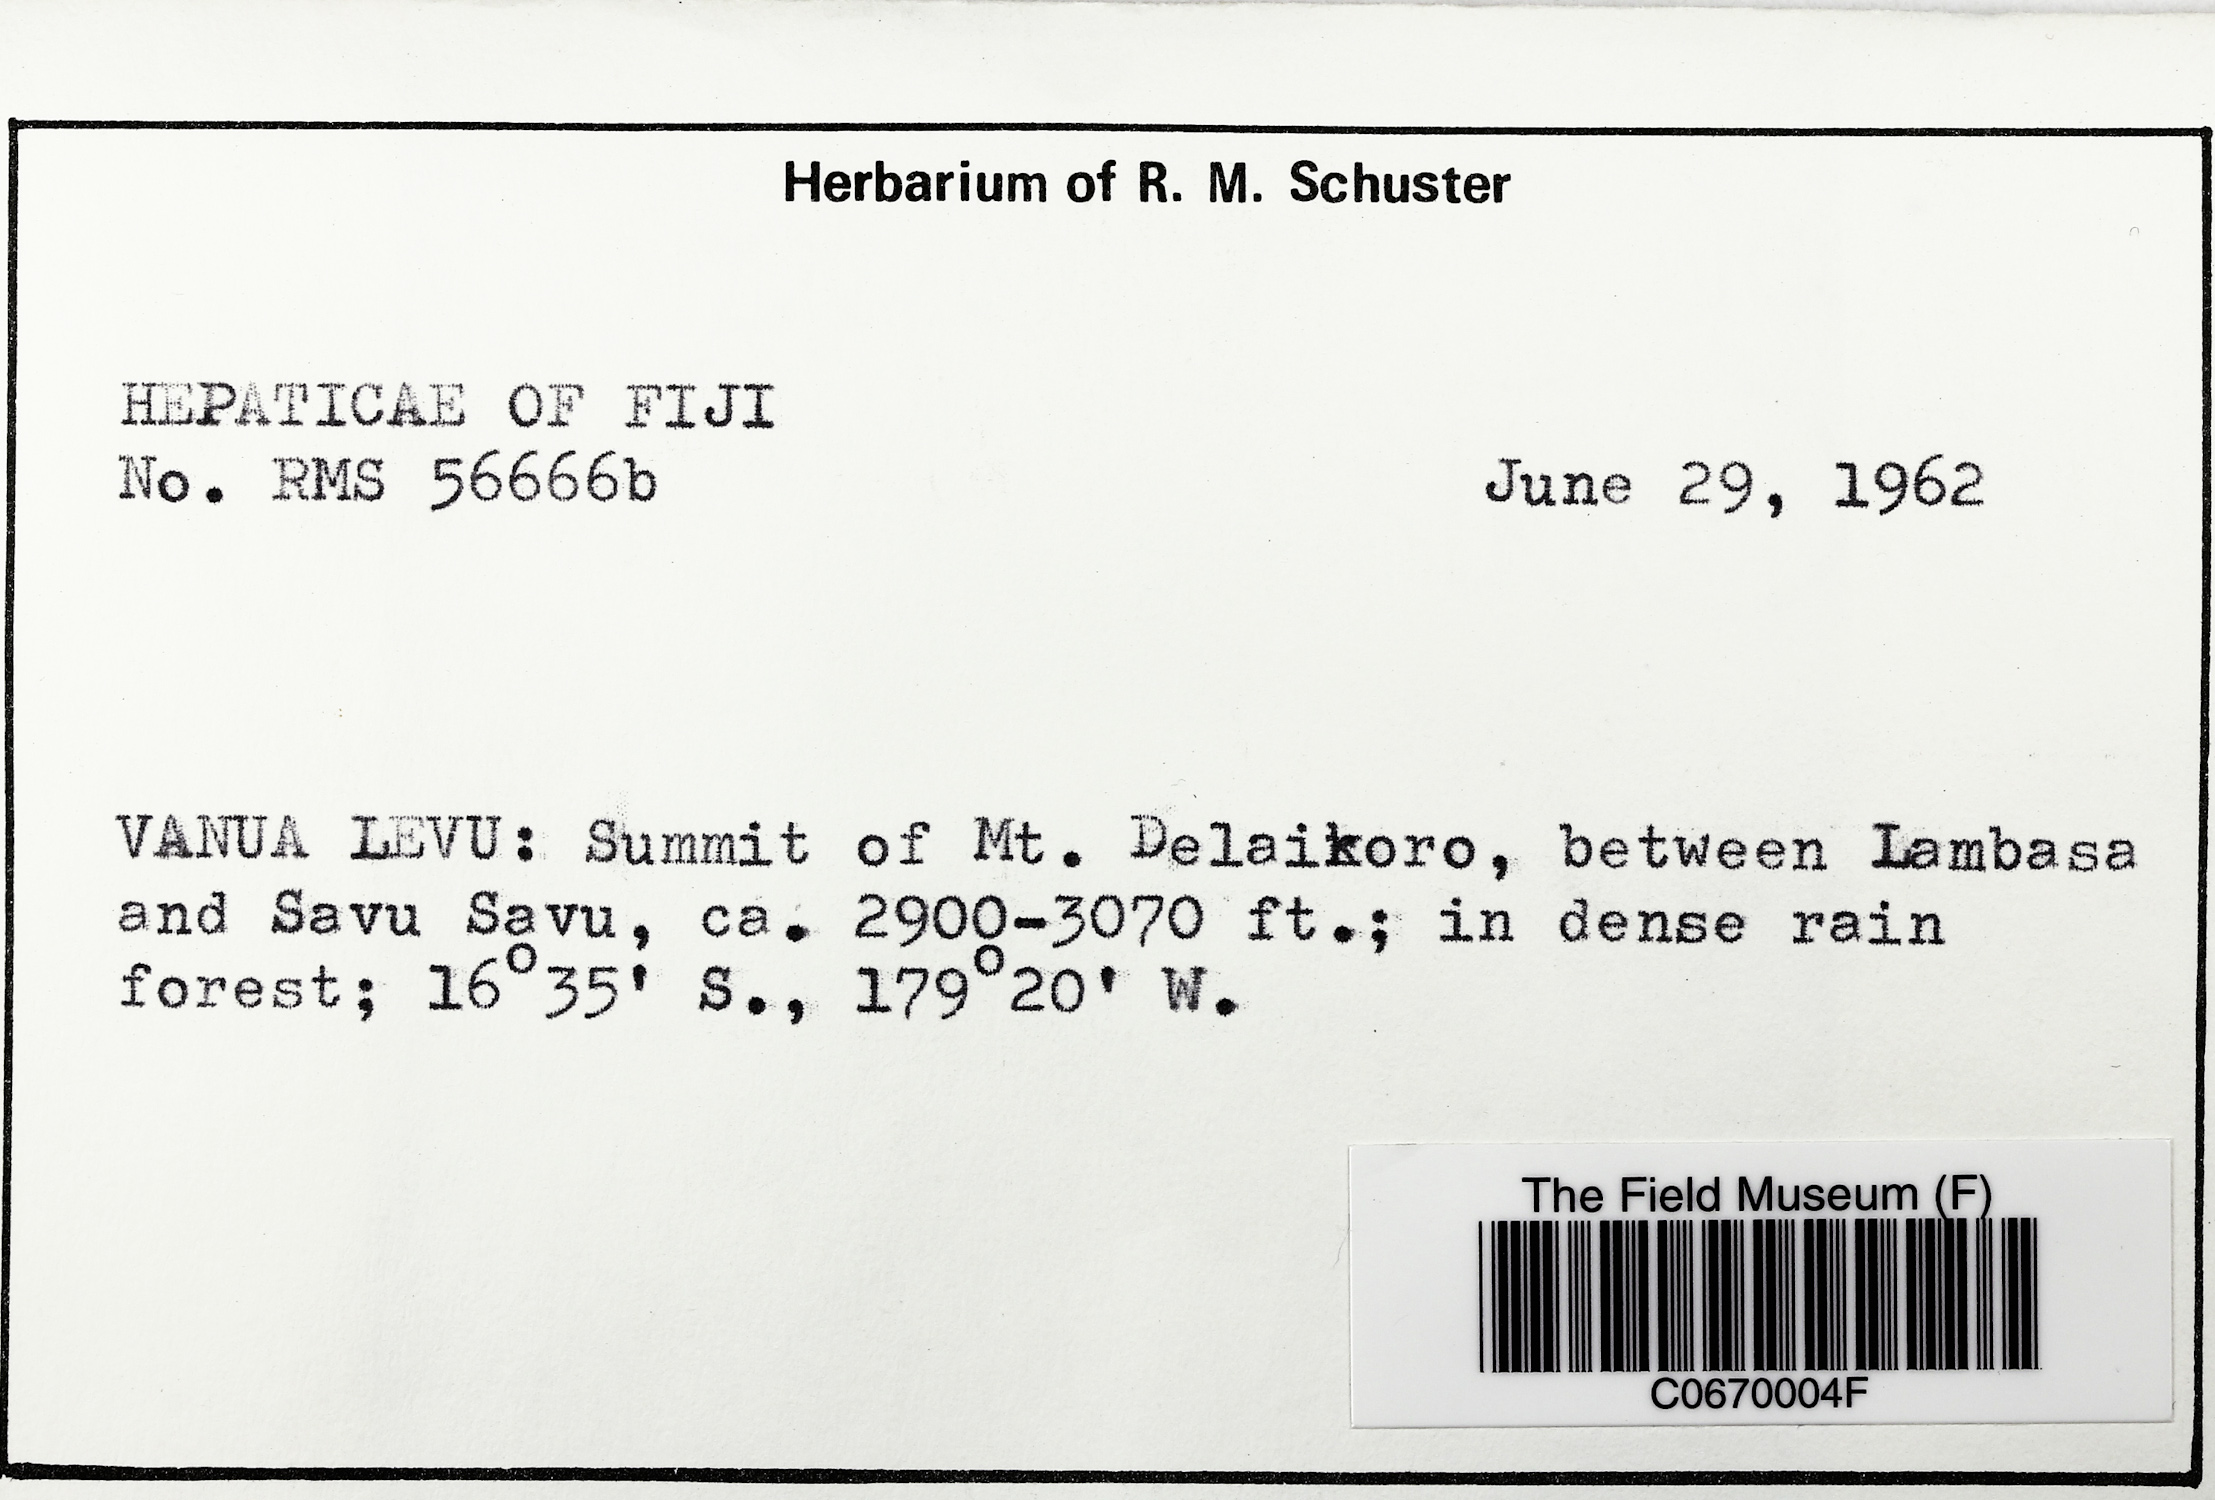 Herbarium of R. M. Schuster
HEPATICAE OF FIJI
No. RMS 56666b
June 29, 1962
VANUA LEVU: Summit of Mt. Delaikoro, between Lambasa
and Savu Savu, ca. 2900-3070 ft.; in dense rain
forest; 16°35' S., 179°20' W.
The Field Museum (F)
C0670004F